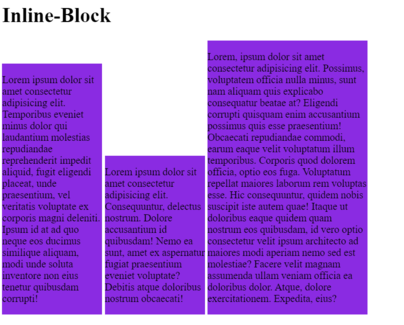 Inline-Block
Lorem ipsum dolor sit
amet consectetur
adipisicing elit.
Temporibus eveniet
minus dolor qui
laudantium molestias
repudiandae
reprehenderit impedit
aliquid, fugit eligendi
placeat, unde
praesentium, vel
veritatis voluptate ex
corporis magni deleniti.
Ipsum id at ad quo
neque eos ducimus
similique aliquam,
modi unde soluta
inventore non eius
tenetur quibusdam
corrupti!
Lorem ipsum dolor sit
amet consectetur
adipisicing elit.
Consequuntur, delectus
nostrum. Dolore
accusantium id
quibusdam! Nemo ea
sunt, amet ex aspernatur
fugiat praesentium
eveniet voluptate?
Debitis atque doloribus
nostrum obcaecati!
Lorem, ipsum dolor sit amet
consectetur adipisicing elit. Possimus,
voluptatem officia nulla minus, sunt
nam aliquam quis explicabo
consequatur beatae at? Eligendi
corrupti quisquam enim accusantium
possimus quis esse praesentium!
Obcaecati repudiandae commodi,
earum eaque velit voluptatum illum
temporibus. Corporis quod dolorem
officia, optio eos fuga. Voluptatum
repellat maiores laborum rem voluptas
esse. Hic consequuntur, quidem nobis
suscipit iste autem quae! Itaque ut
doloribus eaque quidem quam
nostrum eos quibusdam, id vero optio
consectetur velit ipsum architecto ad
maiores modi aperiam nemo sed est
molestiae? Facere velit magnam
assumenda ullam veniam officia ea
doloribus dolor. Atque, dolore
exercitationem. Expedita, eius?